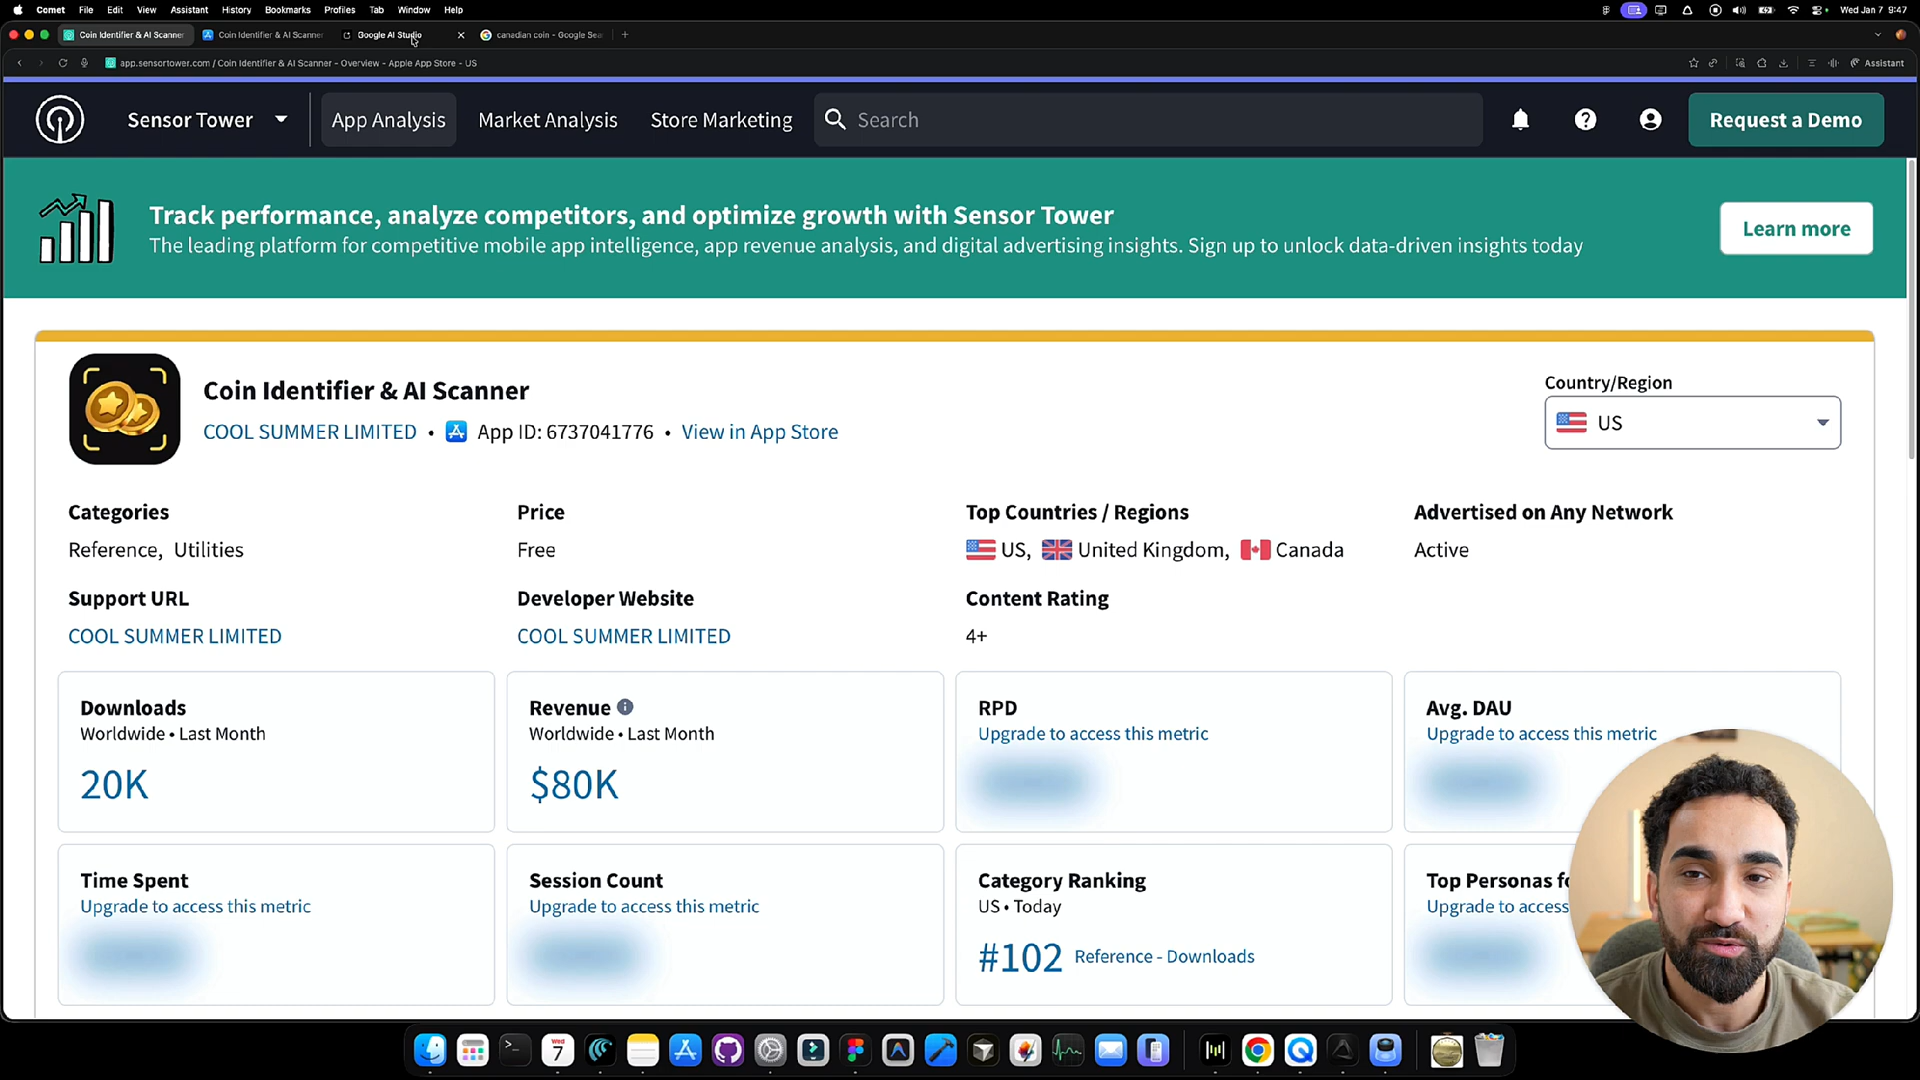 Comet File Edit View Assistant History Bookmarks Profiles Tab Window Help
Wed Jan 7 9:47
Coin Identifier & AI Scanner
Coin Identifier & AI Scanner
Google AI Studio
canadian coin - Google Sea
app.sensortower.com / Coin Identifier & AI Scanner - Overview - Apple App Store - US
Assistant
Sensor Tower
App Analysis
Market Analysis
Store Marketing
Search
Request a Demo
Track performance, analyze competitors, and optimize growth with Sensor Tower
The leading platform for competitive mobile app intelligence, app revenue analysis, and digital advertising insights. Sign up to unlock data-driven insights today
Learn more
Coin Identifier & AI Scanner
COOL SUMMER LIMITED • App ID: 6737041776 • View in App Store
Country/Region
US
Categories
Reference, Utilities
Price
Free
Top Countries / Regions
US, United Kingdom, Canada
Advertised on Any Network
Active
Support URL
COOL SUMMER LIMITED
Developer Website
COOL SUMMER LIMITED
Content Rating
4+
Downloads
Worldwide • Last Month
20K
Revenue
Worldwide • Last Month
$80K
RPD
Upgrade to access this metric
Avg. DAU
Upgrade to access this metric
Time Spent
Upgrade to access this metric
Session Count
Upgrade to access this metric
Category Ranking
US • Today
#102 Reference - Downloads
Top Personas fo
Upgrade to access
Wed
7